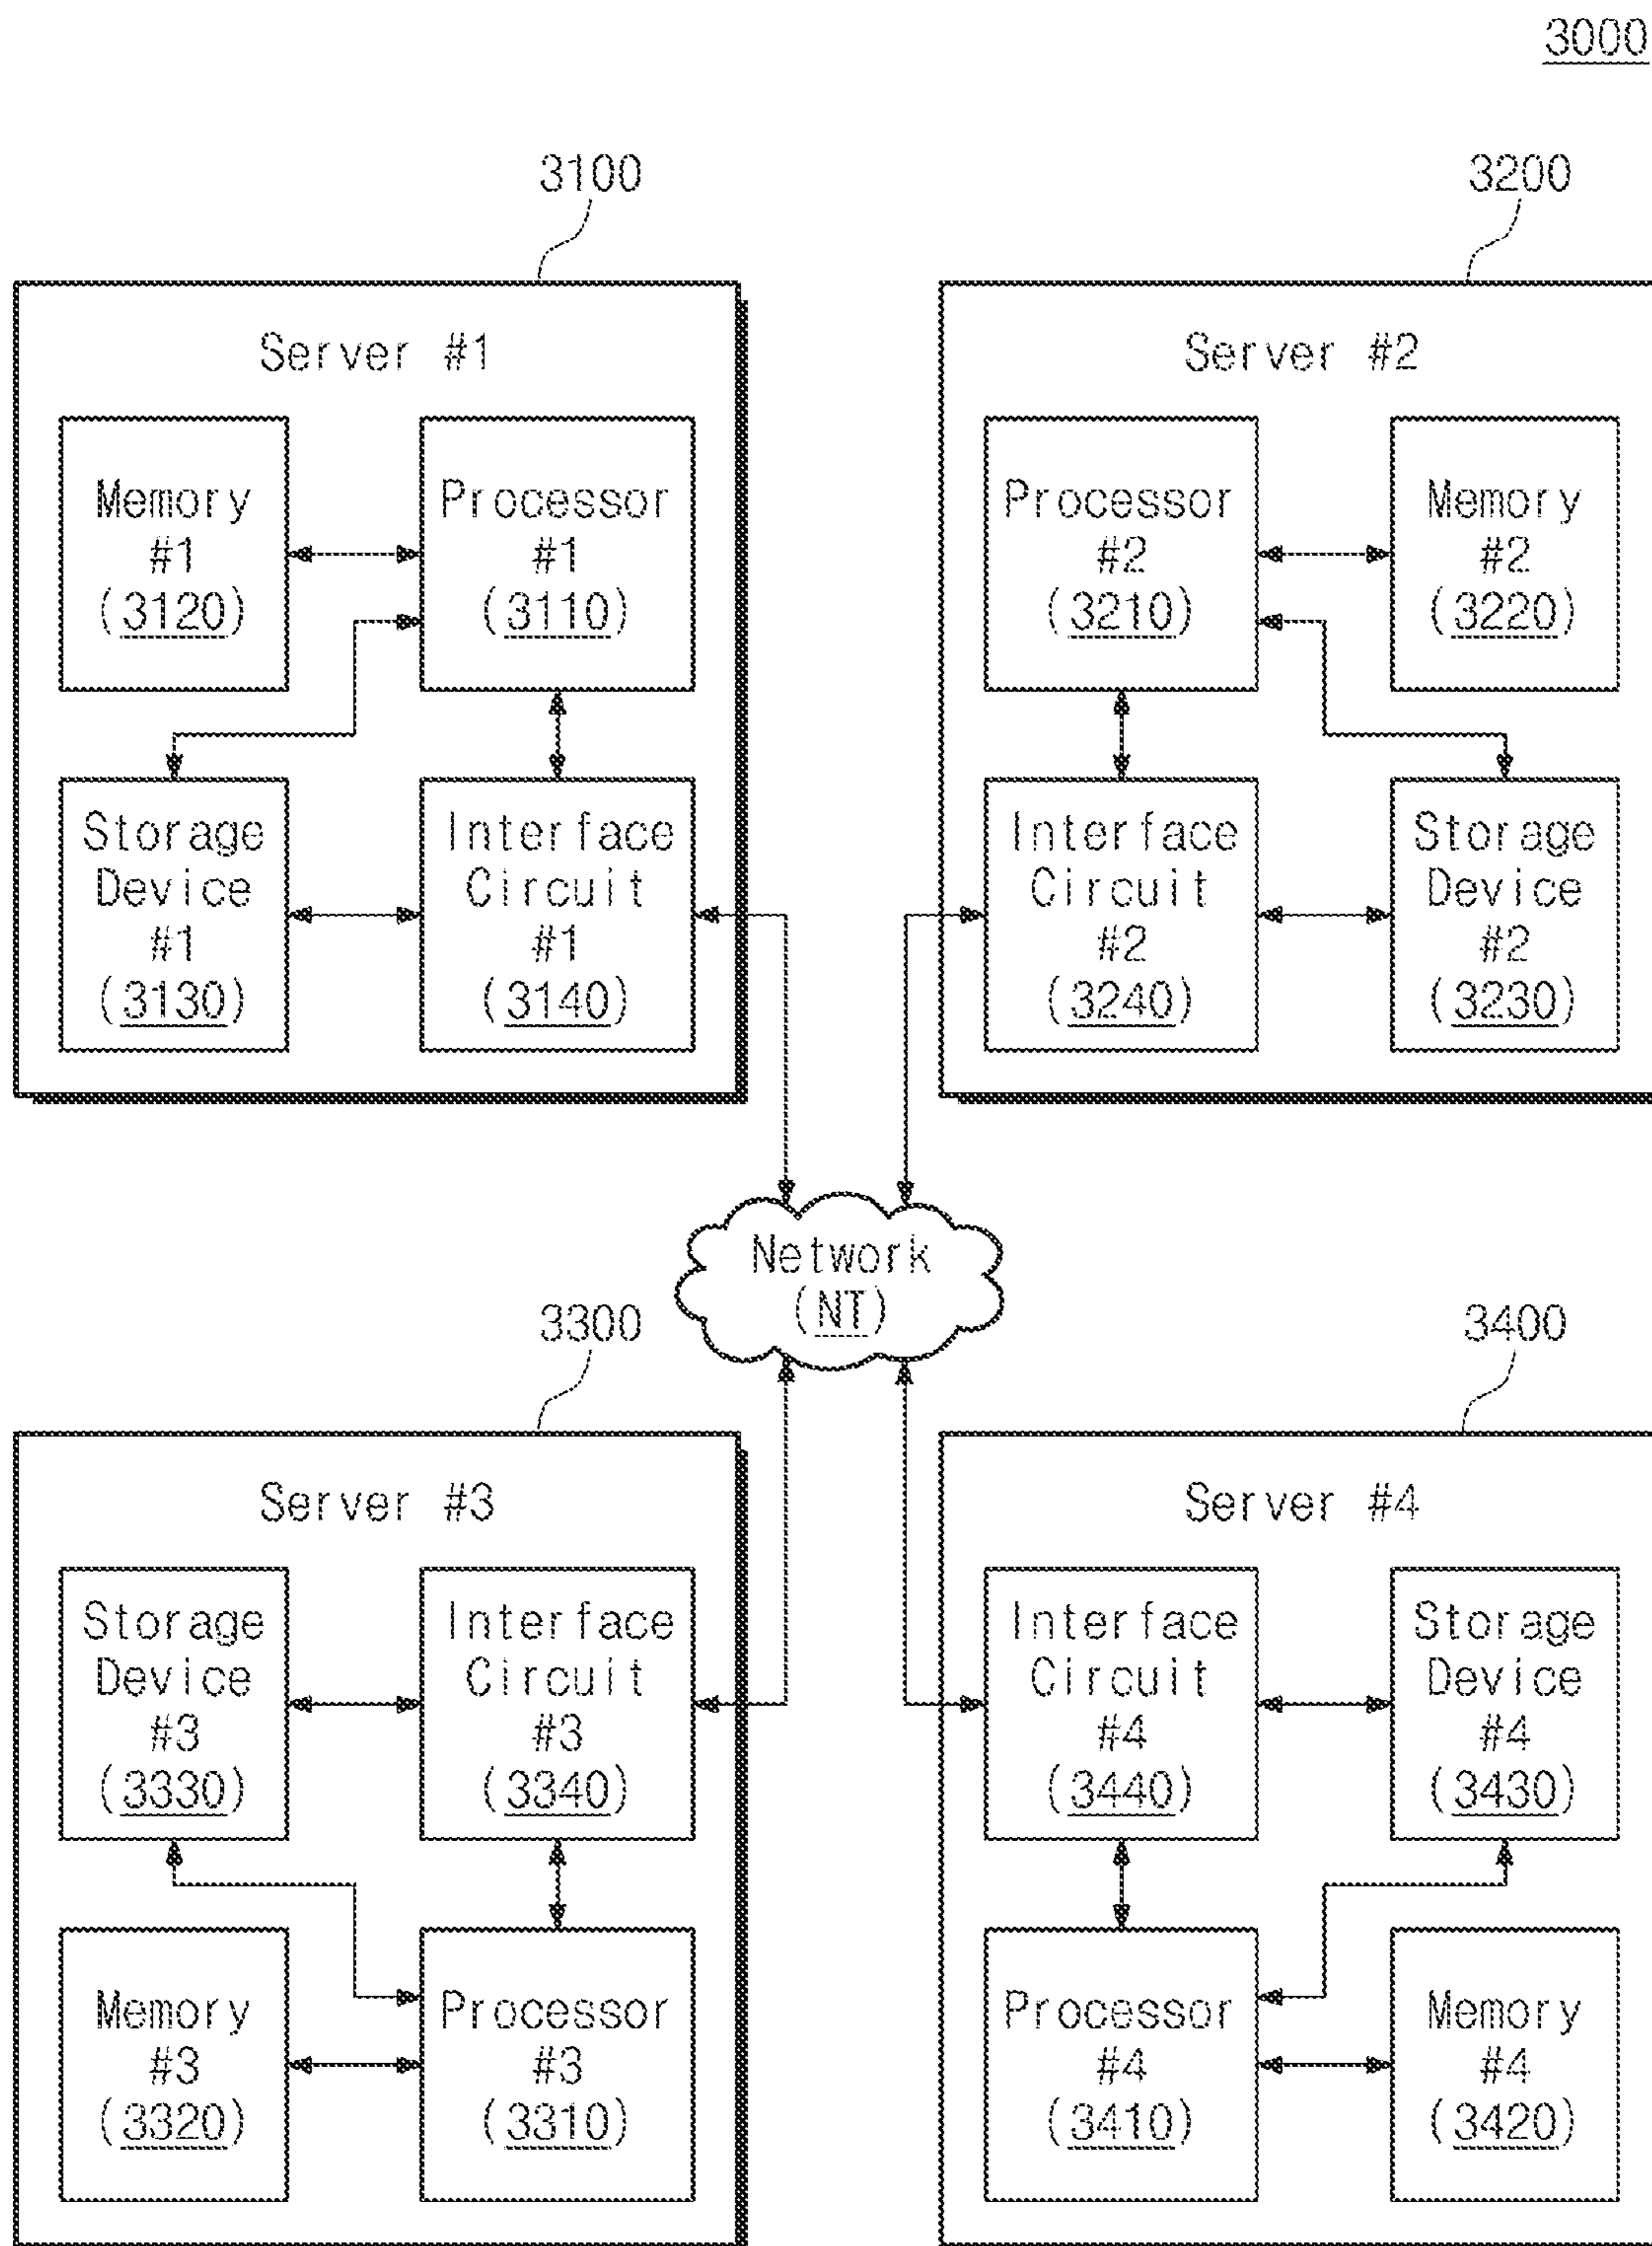 3000
3100
Server #1
Memory
#1
(3120)
Processor
#1
(3110)
Storage
Device
#1
(3130)
Interface
Circuit
#1
(3140)
3200
Server #2
Processor
#2
(3210)
Memory
#2
(3220)
Interface
Circuit
#2
(3240)
Storage
Device
#2
(3230)
Network
(NT)
3300
Server #3
Storage
Device
#3
(3330)
Interface
Circuit
#3
(3340)
Memory
#3
(3320)
Processor
#3
(3310)
3400
Server #4
Interface
Circuit
#4
(3440)
Storage
Device
#4
(3430)
Processor
#4
(3410)
Memory
#4
(3420)